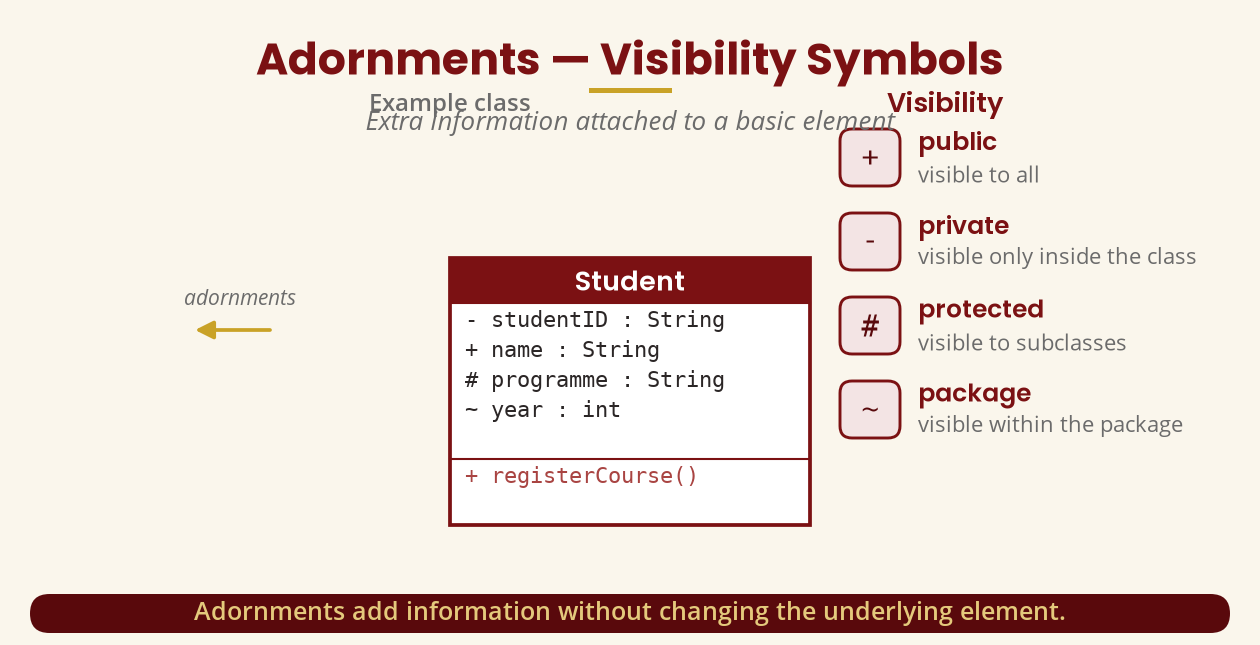 Adornments — Visibility Symbols
Example class
Extra Information attached to a basic element
adornments
Student
- studentID : String
+ name : String
# programme : String
~ year : int
+ registerCourse()
Visibility
+ public
visible to all
- private
visible only inside the class
# protected
visible to subclasses
~ package
visible within the package
Adornments add information without changing the underlying element.